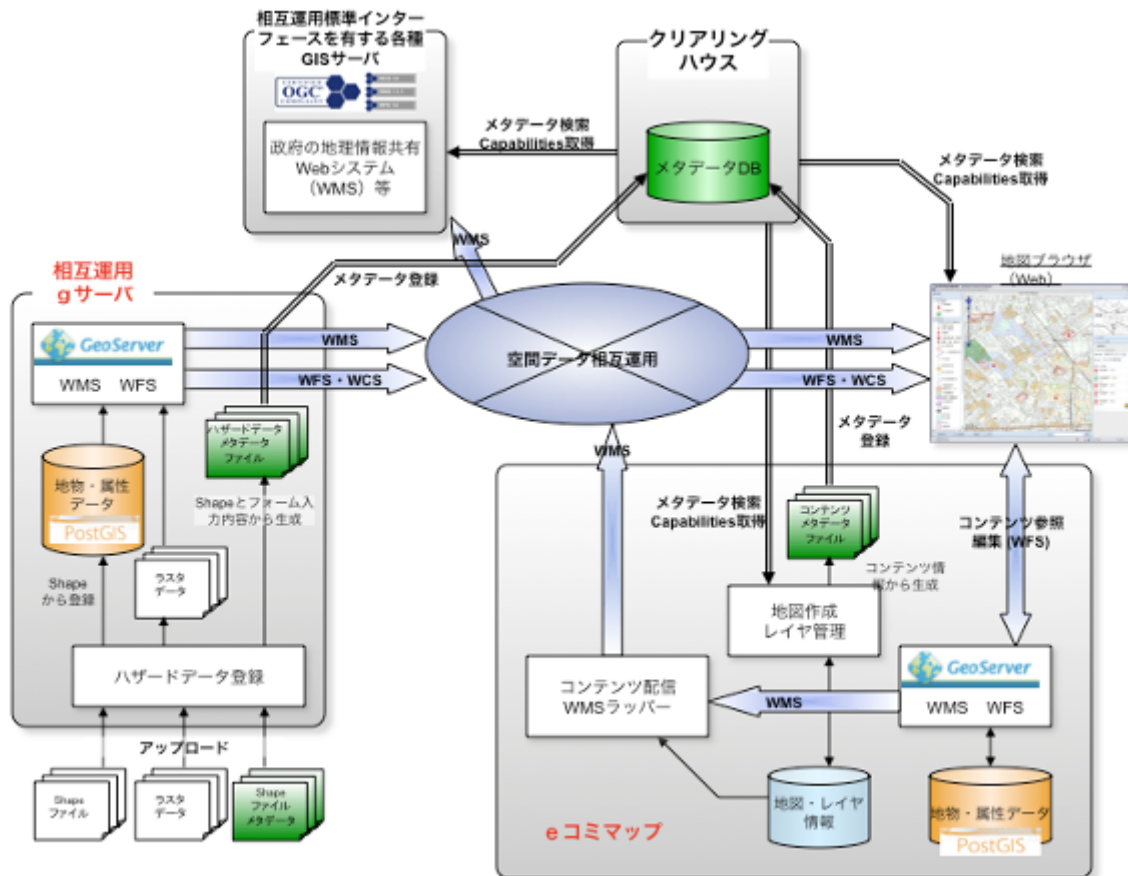 相互運用標準インター
フェースを有する各種
GISサーバ
OGC
政府の地理情報共有
Webシステム
（WMS）等
クリアリング
ハウス
メタデータDB
メタデータ検索
Capabilities取得
メタデータ検索
Capabilities取得
WMS
メタデータ登録
地図ブラウザ
（Web）
相互運用
gサーバ
GeoServer
WMS WFS
WMS
WFS・WCS
空間データ相互運用
WMS
WFS・WCS
ハザードデータ
メタデータ
ファイル
Shapeとフォーム入
力内容から生成
地物・属性
データ
PostGIS
Shape
から登録
ラスタ
データ
ハザードデータ登録
アップロード
Shape
ファイル
ラスタ
データ
Shape
ファイル
メタデータ
メタデータ
登録
WMS
メタデータ検索
Capabilities取得
コンテンツ
メタデータ
ファイル
コンテンツ情
報から生成
コンテンツ参照
編集 (WFS)
地図作成
レイヤ管理
コンテンツ配信
WMSラッパー
WMS
GeoServer
WMS WFS
地図・レイヤ
情報
地物・属性データ
PostGIS
eコミマップ